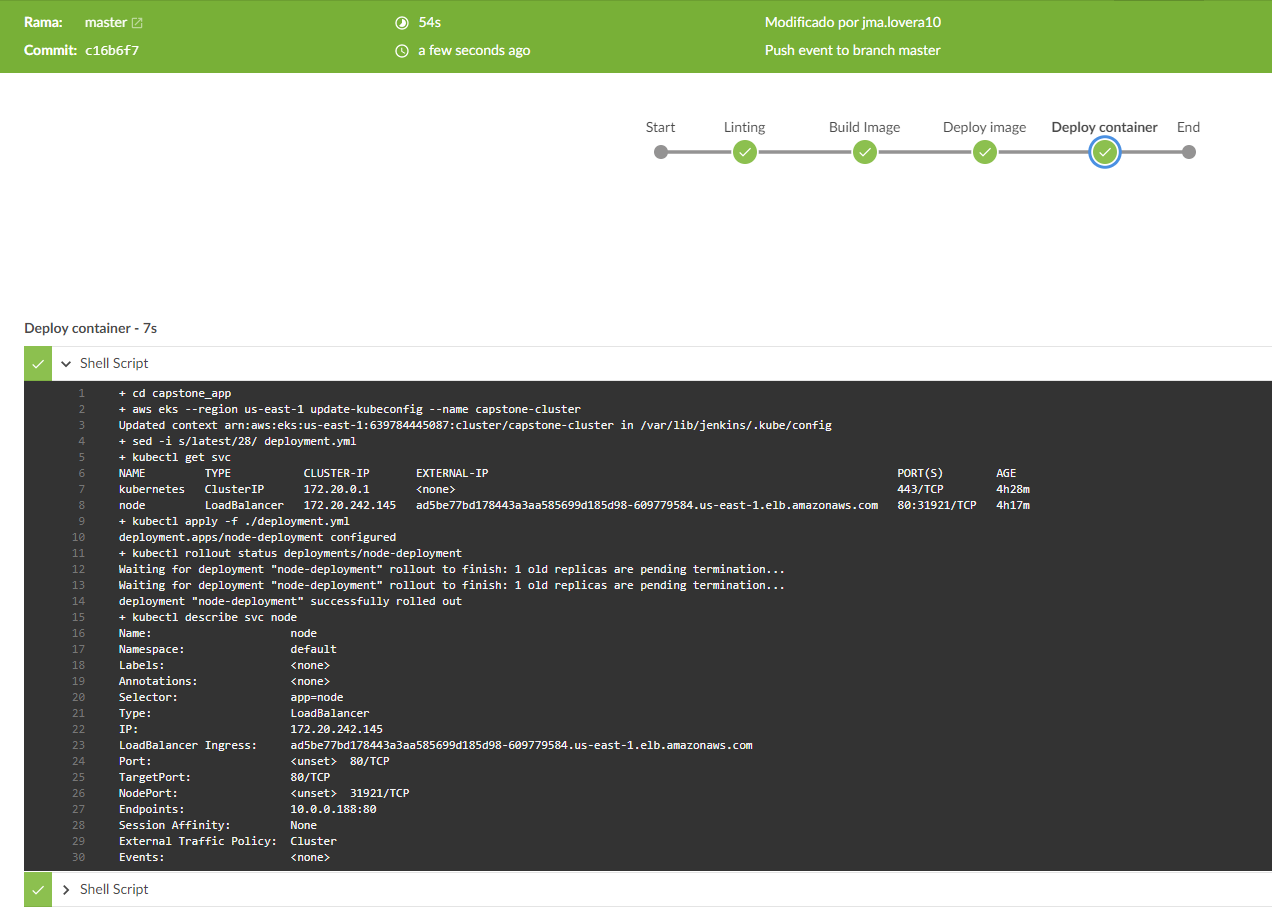 Rama: master 54s Modificado por jma.lovera10
Commit: c16b6f7 a few seconds ago Push event to branch master
Start Linting Build Image Deploy image Deploy container End
Deploy container - 7s
Shell Script
1 + cd capstone_app
2 + aws eks --region us-east-1 update-kubeconfig --name capstone-cluster
3 Updated context arn:aws:eks:us-east-1:639784445087:cluster/capstone-cluster in /var/lib/jenkins/.kube/config
4 + sed -i s/latest/28/ deployment.yml
5 + kubectl get svc
6 NAME TYPE CLUSTER-IP EXTERNAL-IP PORT(S) AGE
7 kubernetes ClusterIP 172.20.0.1 <none> 443/TCP 4h28m
8 node LoadBalancer 172.20.242.145 ad5be77bd178443a3aa585699d185d98-609779584.us-east-1.elb.amazonaws.com 80:31921/TCP 4h17m
9 + kubectl apply -f ./deployment.yml
10 deployment.apps/node-deployment configured
11 + kubectl rollout status deployments/node-deployment
12 Waiting for deployment "node-deployment" rollout to finish: 1 old replicas are pending termination...
13 Waiting for deployment "node-deployment" rollout to finish: 1 old replicas are pending termination...
14 deployment "node-deployment" successfully rolled out
15 + kubectl describe svc node
16 Name: node
17 Namespace: default
18 Labels: <none>
19 Annotations: <none>
20 Selector: app=node
21 Type: LoadBalancer
22 IP: 172.20.242.145
23 LoadBalancer Ingress: ad5be77bd178443a3aa585699d185d98-609779584.us-east-1.elb.amazonaws.com
24 Port: <unset> 80/TCP
25 TargetPort: 80/TCP
26 NodePort: <unset> 31921/TCP
27 Endpoints: 10.0.0.188:80
28 Session Affinity: None
29 External Traffic Policy: Cluster
30 Events: <none>
Shell Script